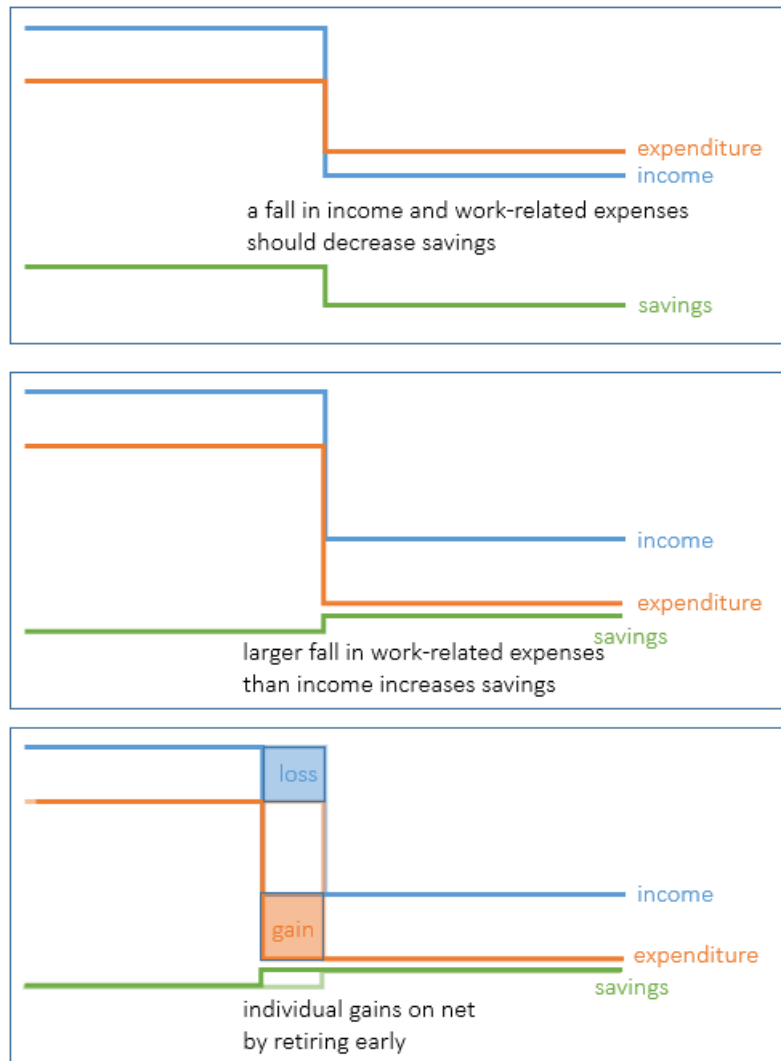 expenditure
income
a fall in income and work-related expenses
should decrease savings
savings
income
expenditure
savings
larger fall in work-related expenses
than income increases savings
loss
income
gain
expenditure
savings
individual gains on net
by retiring early